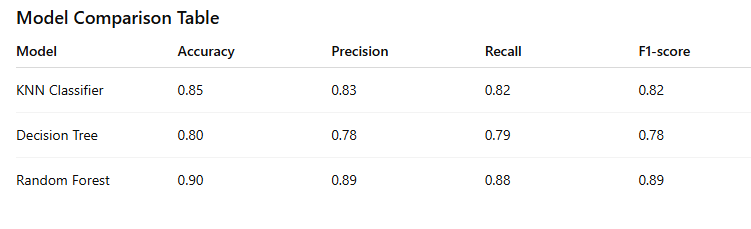 Model Comparison Table
Model Accuracy Precision Recall F1-score
KNN Classifier 0.85 0.83 0.82 0.82
Decision Tree 0.80 0.78 0.79 0.78
Random Forest 0.90 0.89 0.88 0.89